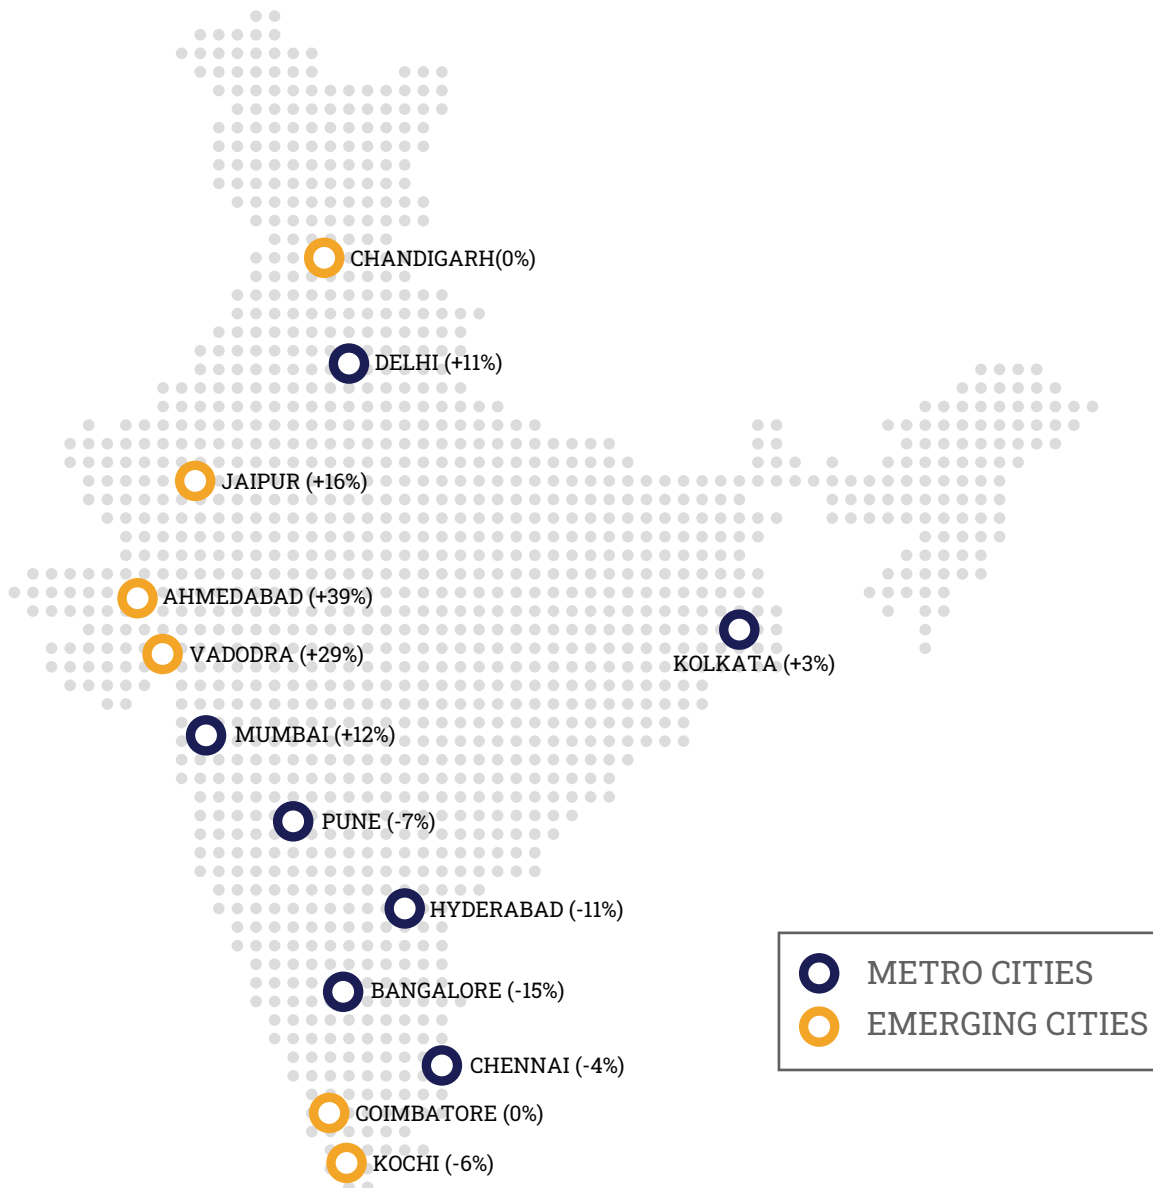 CHANDIGARH(0%)
DELHI (+11%)
JAIPUR (+16%)
AHMEDABAD (+39%)
VADODRA (+29%)
KOLKATA (+3%)
MUMBAI (+12%)
PUNE (-7%)
HYDERABAD (-11%)
BANGALORE (-15%)
CHENNAI (-4%)
COIMBATORE (0%)
KOCHI (-6%)
METRO CITIES
EMERGING CITIES